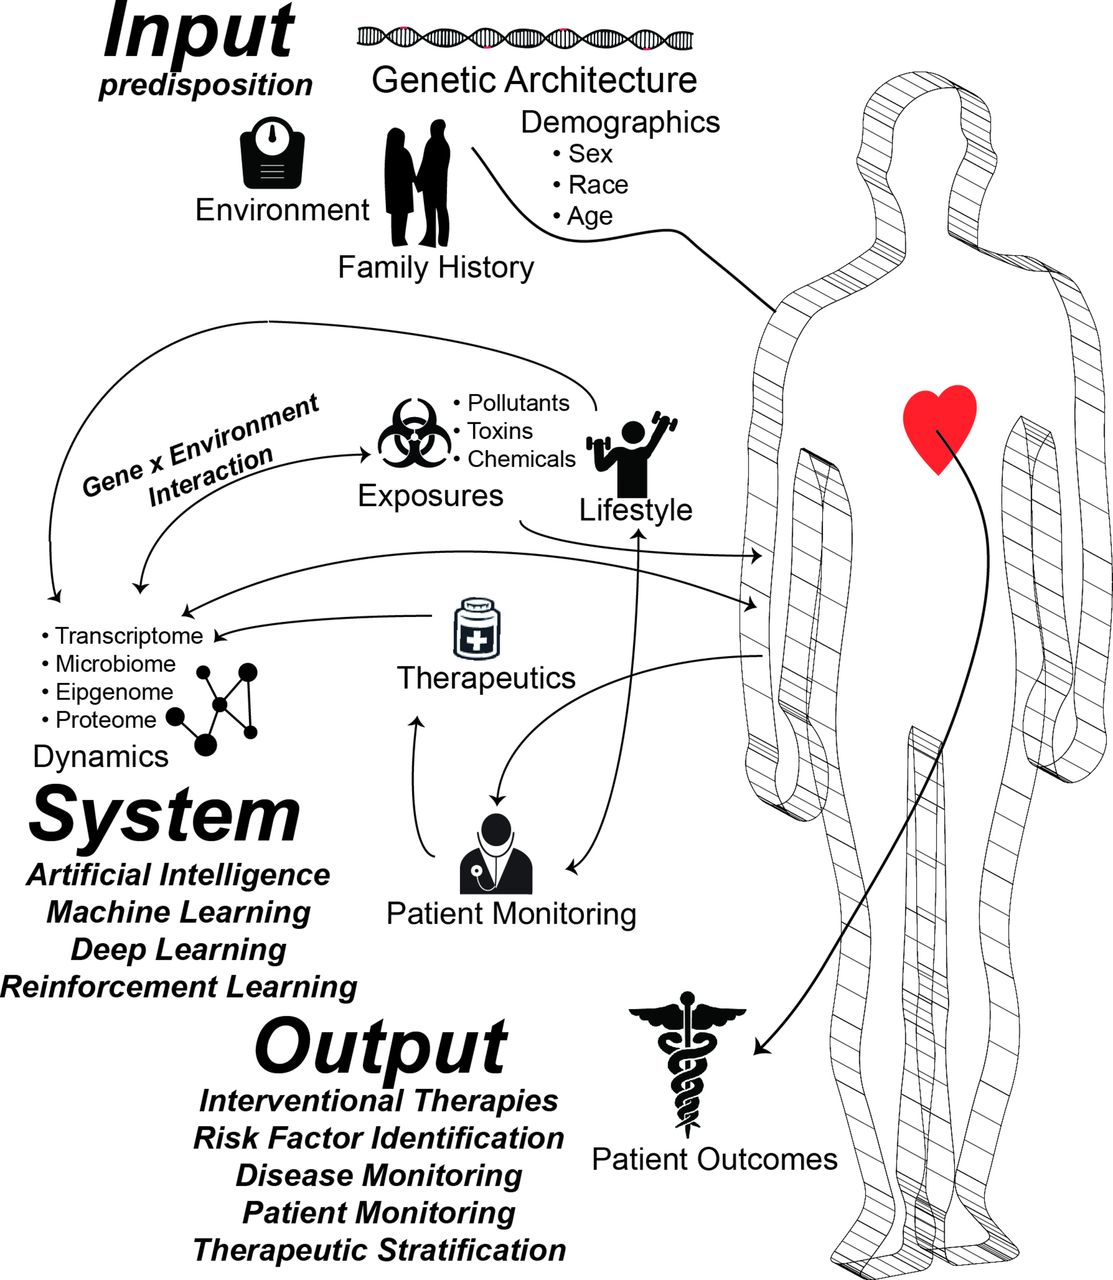 Input
predisposition
Genetic Architecture
Demographics
• Sex
• Race
• Age
Environment
Family History
Gene x Environment
Interaction
• Pollutants
• Toxins
• Chemicals
Exposures
Lifestyle
• Transcriptome
• Microbiome
• Eipgenome
• Proteome
Dynamics
Therapeutics
Patient Monitoring
System
Artificial Intelligence
Machine Learning
Deep Learning
Reinforcement Learning
Output
Interventional Therapies
Risk Factor Identification
Disease Monitoring
Patient Monitoring
Therapeutic Stratification
Patient Outcomes